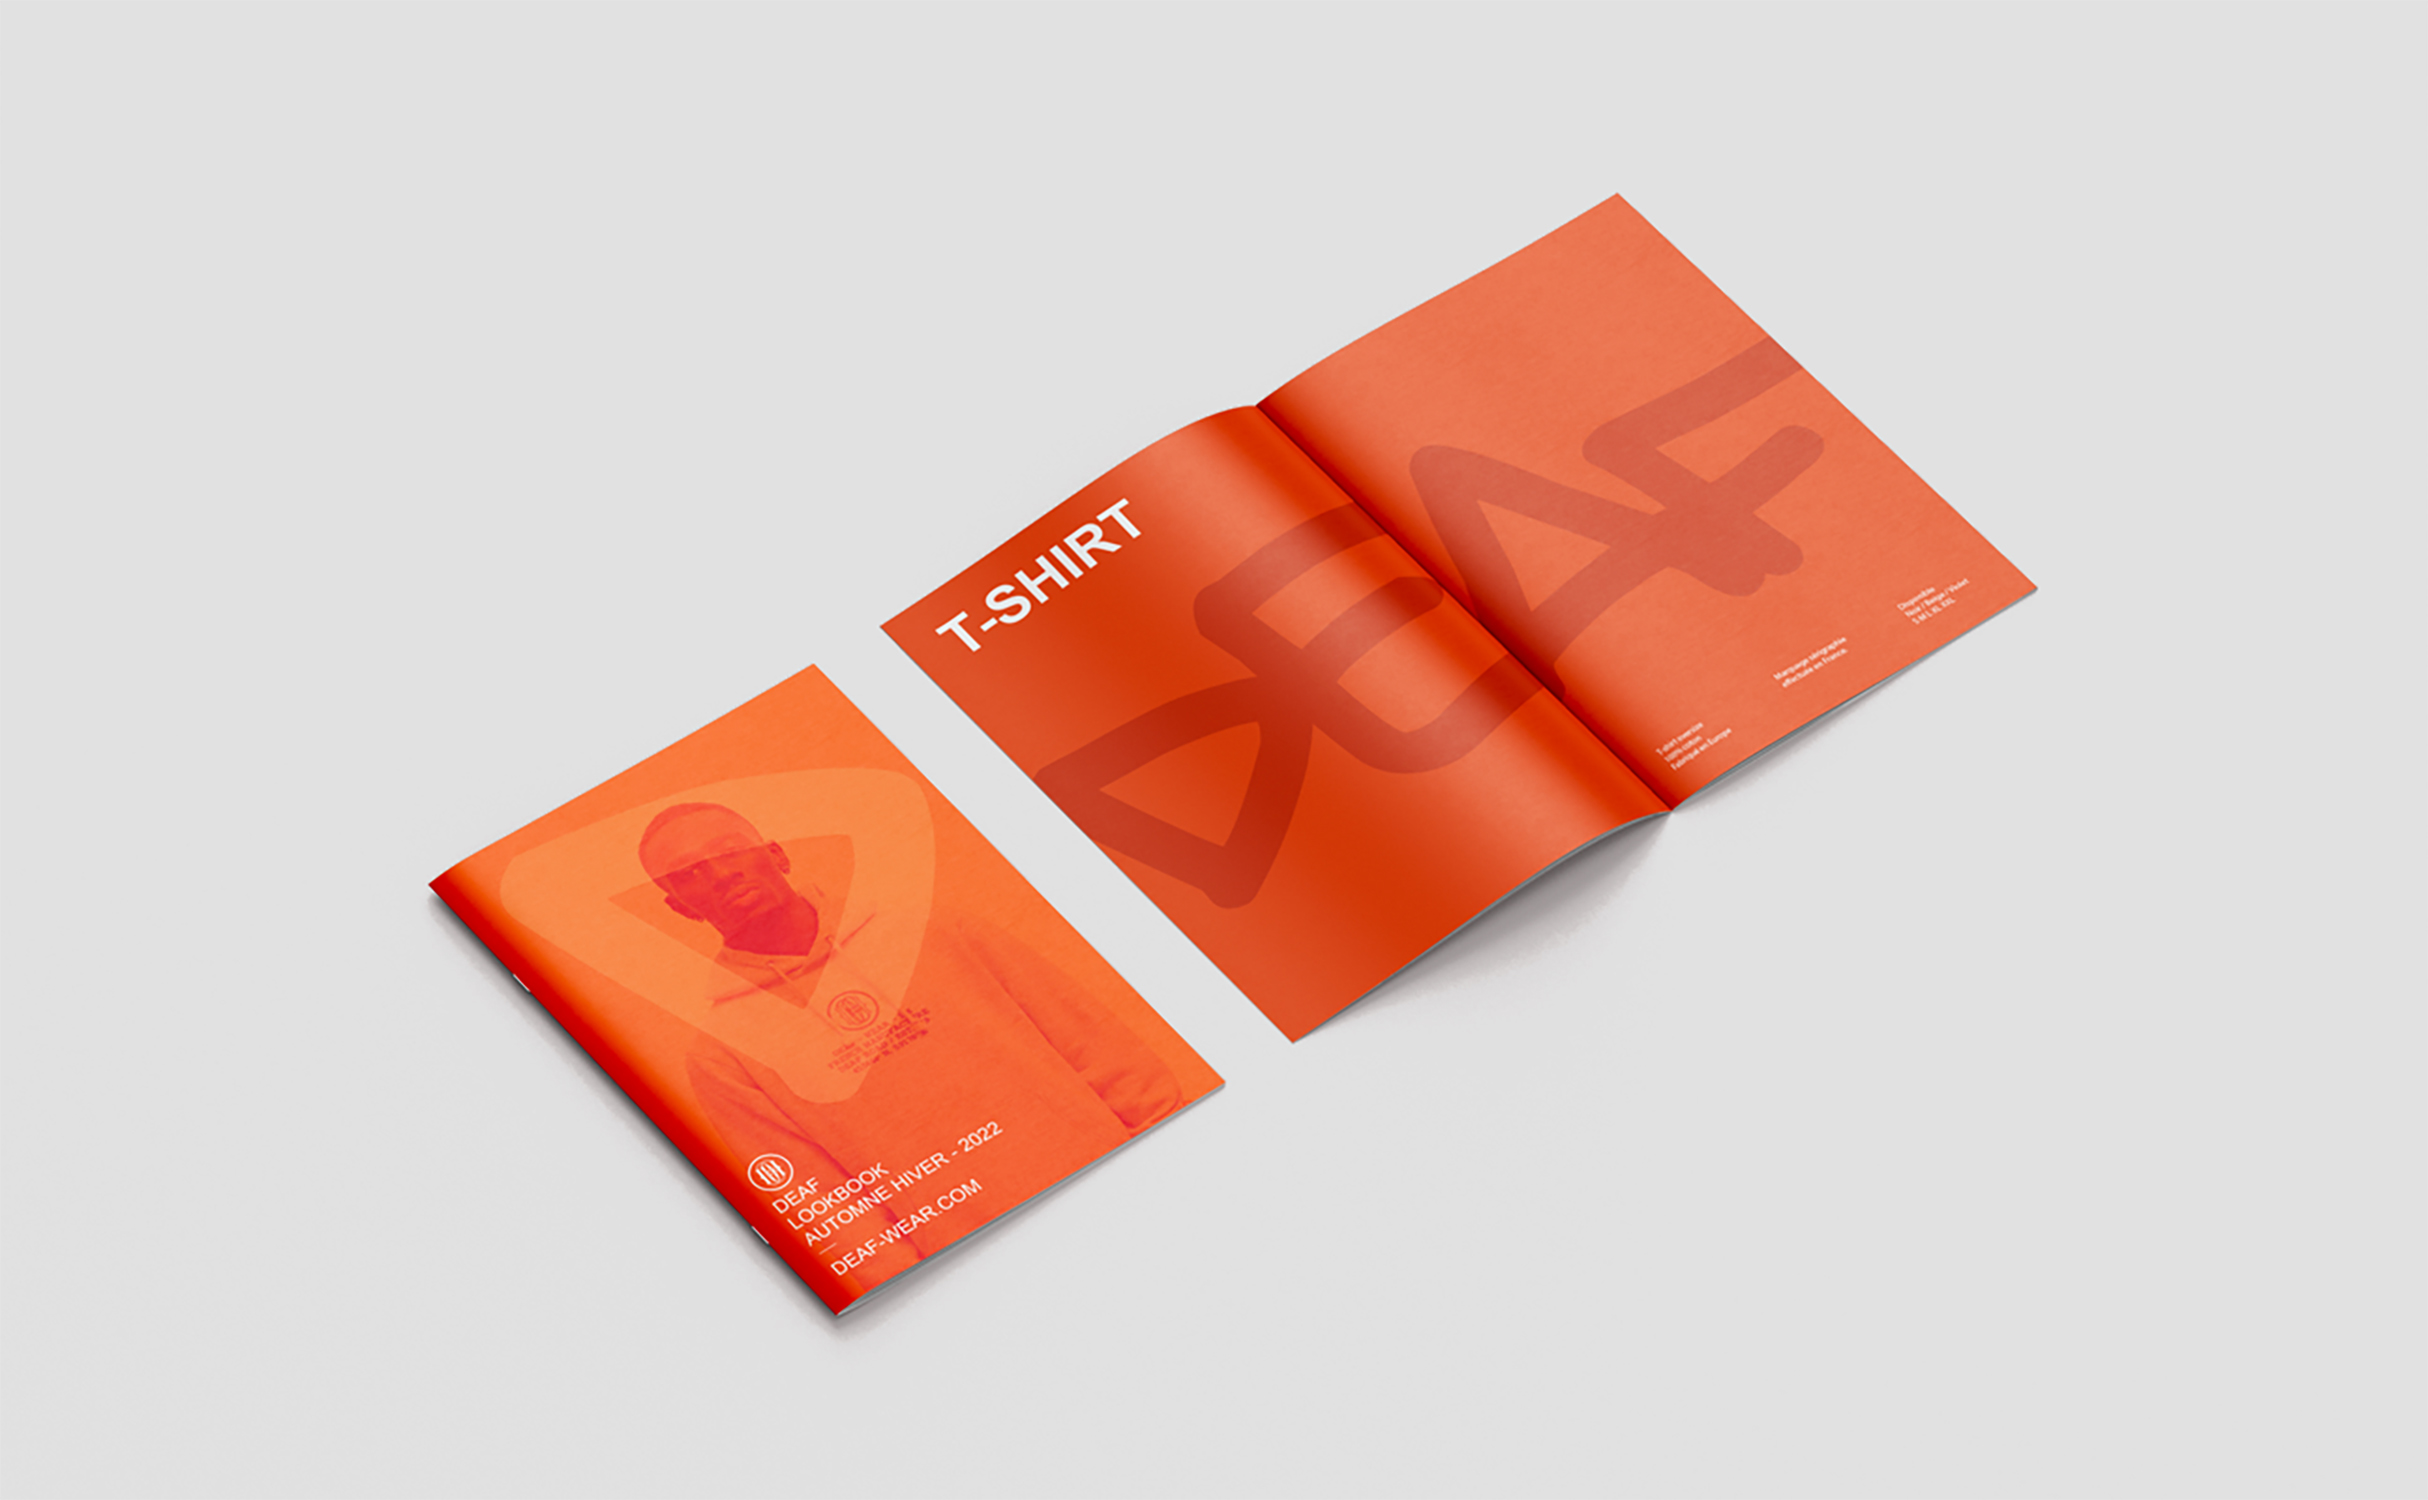 DEAF
LOOKBOOK
AUTOMNE HIVER - 2022
DEAF-WEAR.COM
T-SHIRT
DEAF
T-shirt oversize
100% coton
Fabriqué en Europe
Marquage sérigraphie
effectuée en France
Disponible
Noir / Beige / Violet
S M L XL XXL